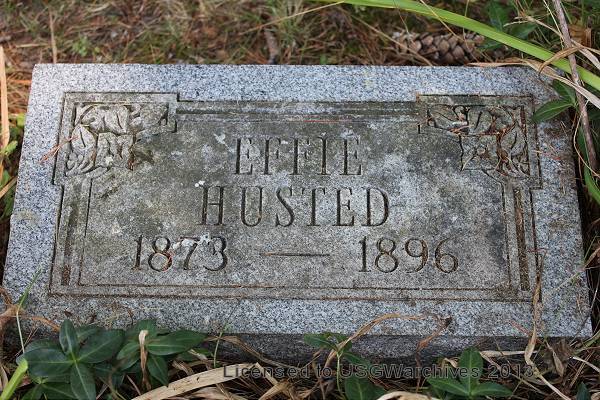 EFFIE
HUSTED
1873 — 1896
Licensed to USGWarchives 2013